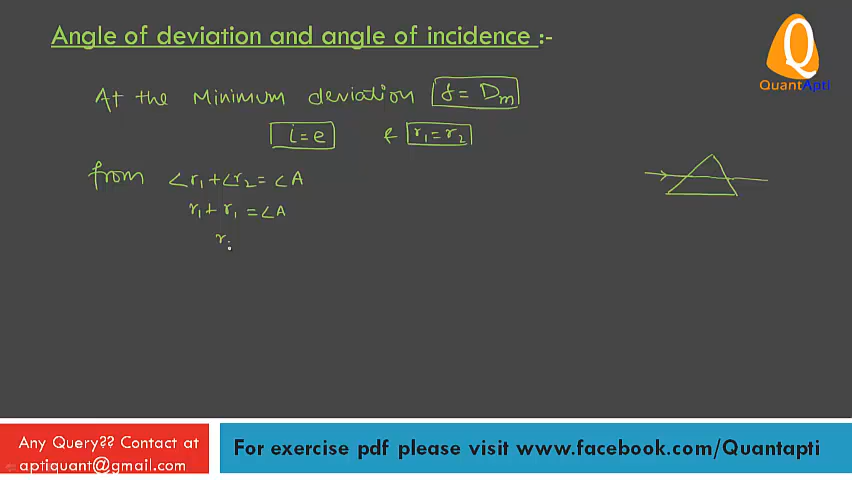 Angle of deviation and angle of incidence :-
Q
QuantApti
At the Minimum deviation δ = Dm
i = e & r₁ = r₂
from ∠r₁ + ∠r₂ = ∠A
r₁ + r₁ = ∠A
r
Any Query?? Contact at
aptiquant@gmail.com
For exercise pdf please visit www.facebook.com/Quantapti